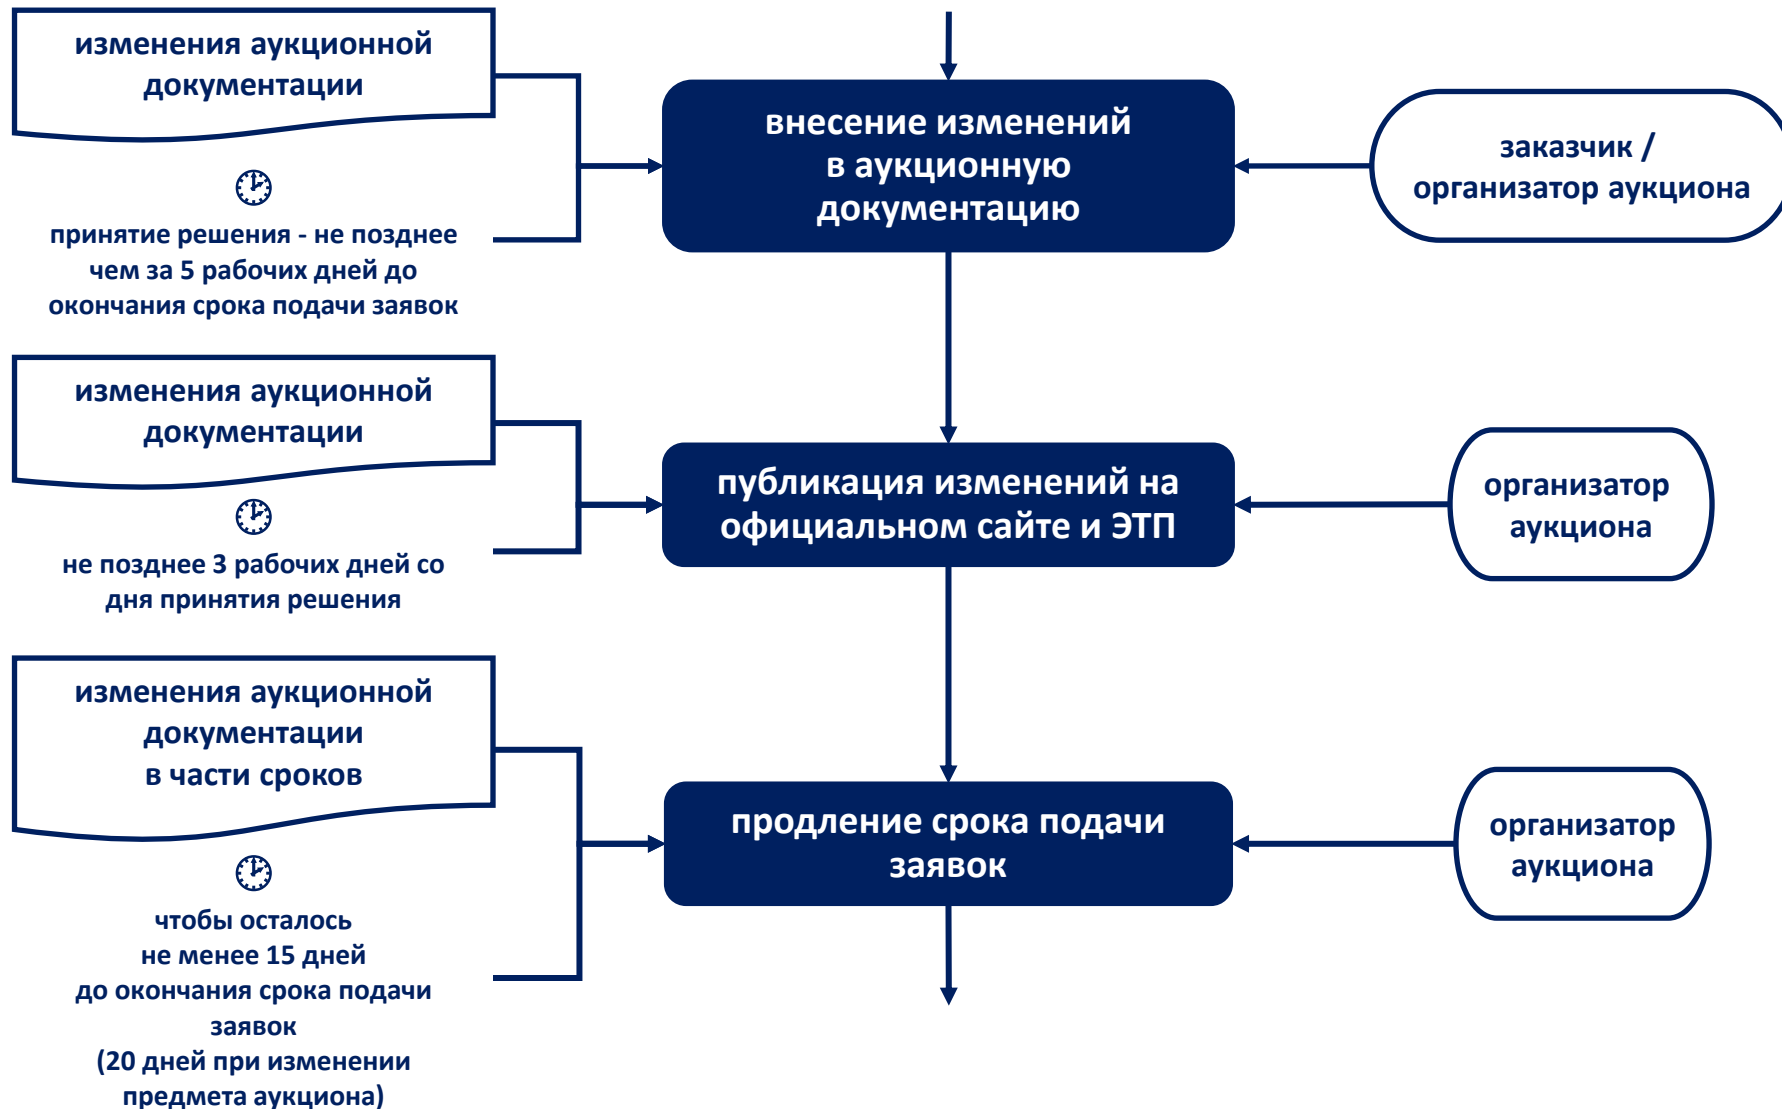 изменения аукционной
документации
внесение изменений
в аукционную
документацию
заказчик /
организатор аукциона
принятие решения - не позднее
чем за 5 рабочих дней до
окончания срока подачи заявок
изменения аукционной
документации
публикация изменений на
официальном сайте и ЭТП
организатор
аукциона
не позднее 3 рабочих дней со
дня принятия решения
изменения аукционной
документации
в части сроков
продление срока подачи
заявок
организатор
аукциона
чтобы осталось
не менее 15 дней
до окончания срока подачи
заявок
(20 дней при изменении
предмета аукциона)